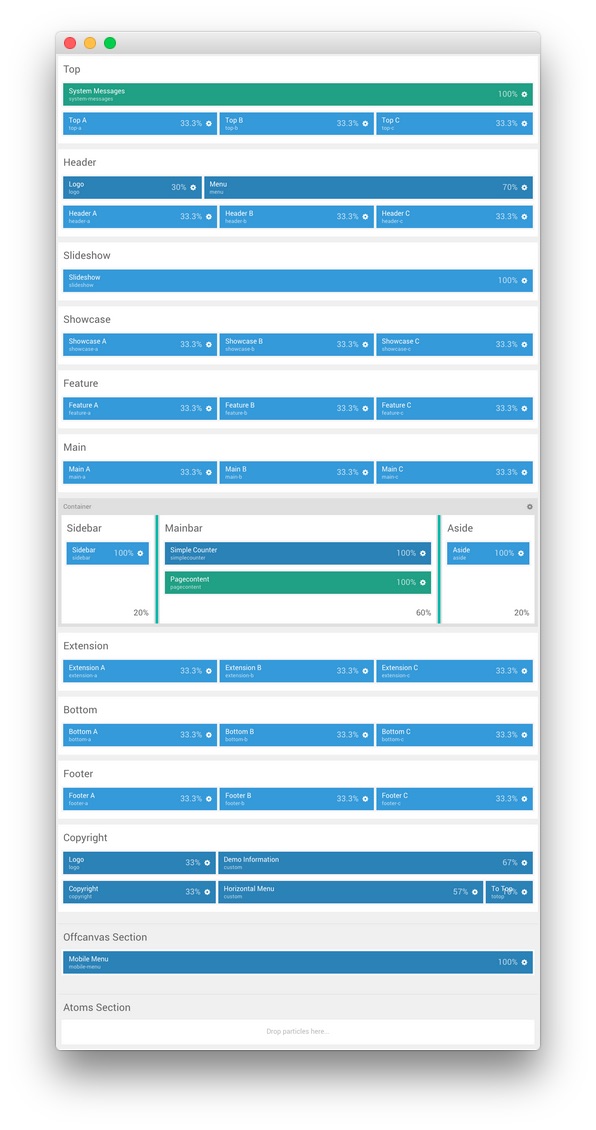 Top
System Messages 100%
system-messages
Top A 33.3% Top B 33.3% Top C 33.3%
top-a top-b top-c
Header
Logo 30% Menu 70%
logo menu
Header A 33.3% Header B 33.3% Header C 33.3%
header-a header-b header-c
Slideshow
Slideshow 100%
slideshow
Showcase
Showcase A 33.3% Showcase B 33.3% Showcase C 33.3%
showcase-a showcase-b showcase-c
Feature
Feature A 33.3% Feature B 33.3% Feature C 33.3%
feature-a feature-b feature-c
Main
Main A 33.3% Main B 33.3% Main C 33.3%
main-a main-b main-c
Container
Sidebar Mainbar Aside
Sidebar 100% Simple Counter 100% Aside 100%
sidebar simplecounter aside
Pagecontent 100%
pagecontent
20% 60% 20%
Extension
Extension A 33.3% Extension B 33.3% Extension C 33.3%
extension-a extension-b extension-c
Bottom
Bottom A 33.3% Bottom B 33.3% Bottom C 33.3%
bottom-a bottom-b bottom-c
Footer
Footer A 33.3% Footer B 33.3% Footer C 33.3%
footer-a footer-b footer-c
Copyright
Logo 33% Demo Information 67%
logo custom
Copyright 33% Horizontal Menu 57% To Top
copyright custom totop
Offcanvas Section
Mobile Menu 100%
mobile-menu
Atoms Section
Drop particles here...